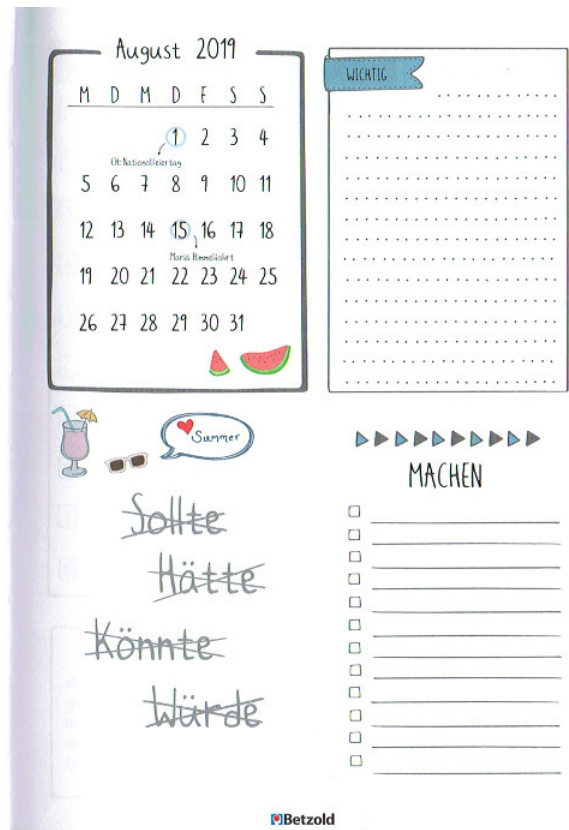 August 2019
M D M D F S S
1 2 3 4
CH: Nationalfeiertag
5 6 7 8 9 10 11
12 13 14 15 16 17 18
Mariä Himmelfahrt
19 20 21 22 23 24 25
26 27 28 29 30 31
WICHTIG
Summer
MACHEN
Sollte
Hätte
Könnte
Würde
Betzold